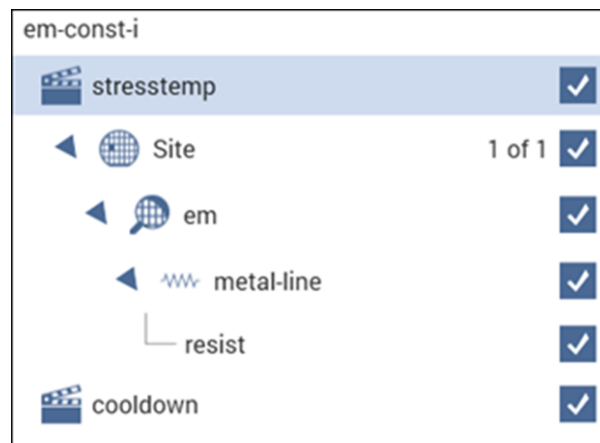 em-const-i
stresstemp
Site 1 of 1
em
metal-line
resist
cooldown